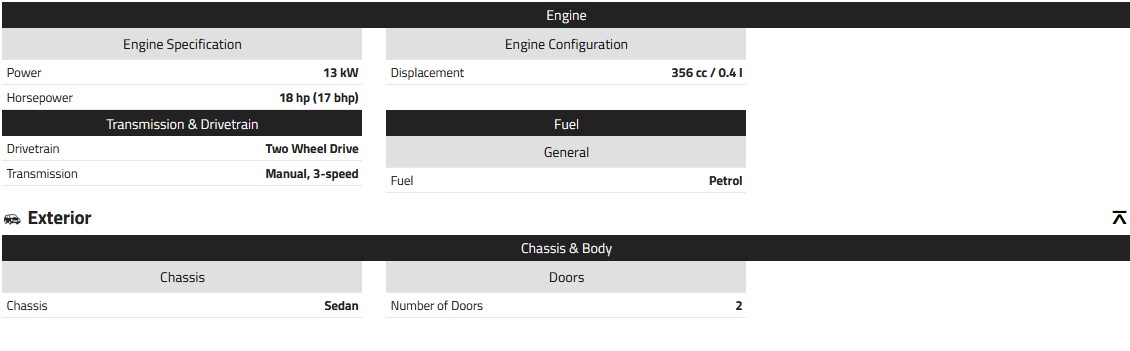 Engine
Engine Specification
Power 13 kW
Horsepower 18 hp (17 bhp)
Engine Configuration
Displacement 356 cc / 0.4 l
Transmission & Drivetrain
Drivetrain Two Wheel Drive
Transmission Manual, 3-speed
Fuel
General
Fuel Petrol
Exterior
Chassis & Body
Chassis
Chassis Sedan
Doors
Number of Doors 2